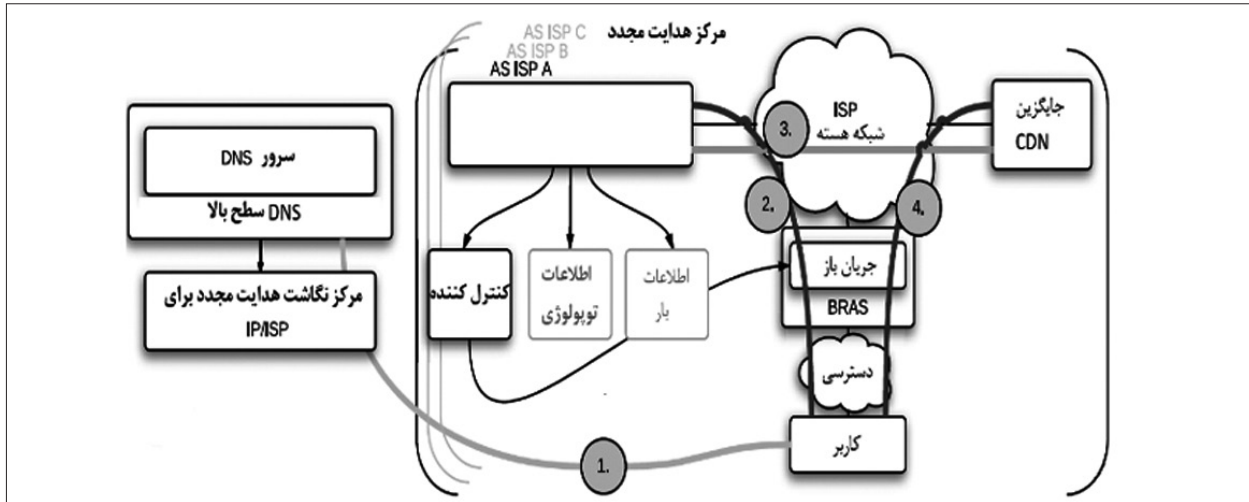 مرکز هدایت مجدد
AS ISP C
AS ISP B
AS ISP A
سرور DNS
DNS سطح بالا
مرکز نگاشت هدایت مجدد برای
IP/ISP
کنترل کننده
اطلاعات
توپولوژی
اطلاعات
بار
ISP
شبکه هسته
جایگزین
CDN
3.
2.
4.
جریان باز
BRAS
دسترسی
کاربر
1.